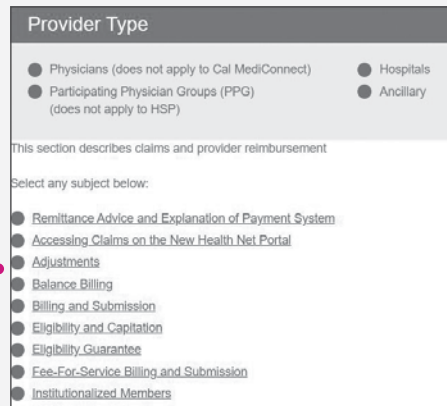 Provider Type
Physicians (does not apply to Cal MediConnect)
Hospitals
Participating Physician Groups (PPG)
(does not apply to HSP)
Ancillary
This section describes claims and provider reimbursement
Select any subject below:
Remittance Advice and Explanation of Payment System
Accessing Claims on the New Health Net Portal
Adjustments
Balance Billing
Billing and Submission
Eligibility and Capitation
Eligibility Guarantee
Fee-For-Service Billing and Submission
Institutionalized Members